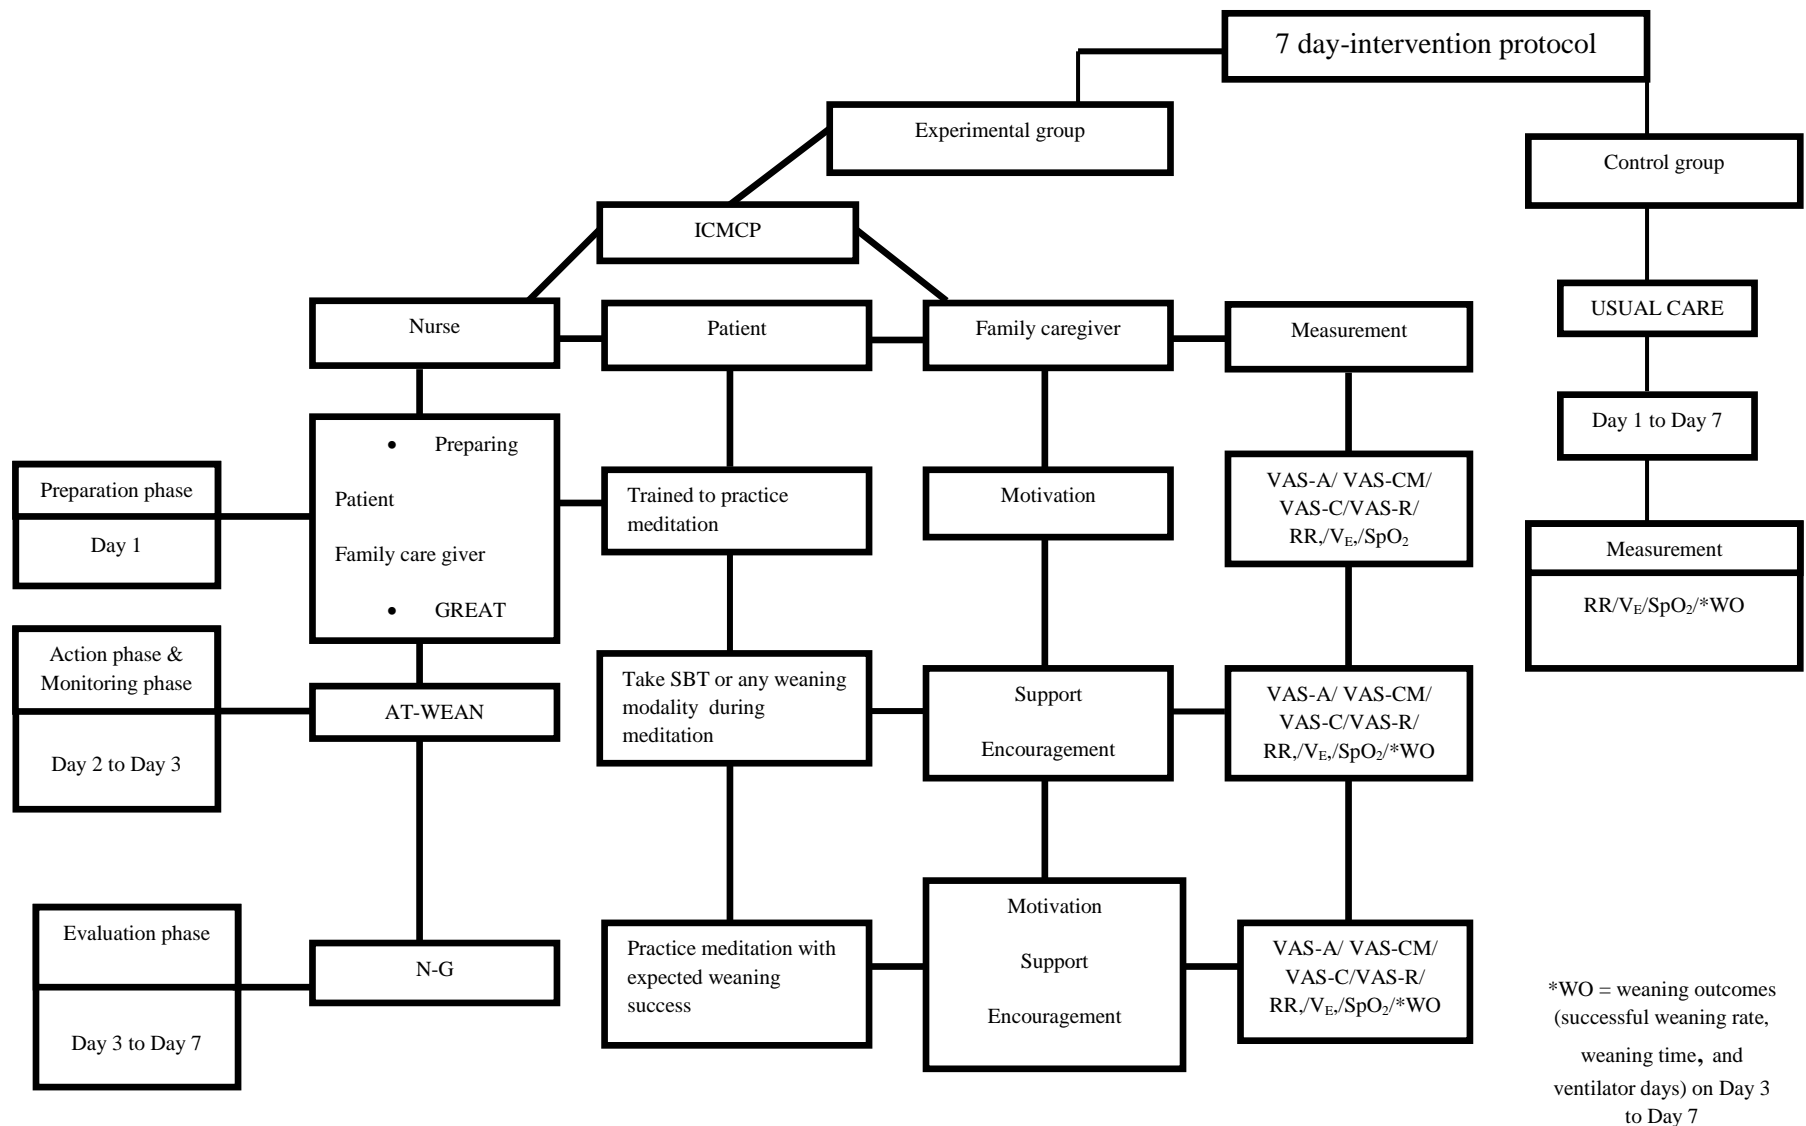 7 day-intervention protocol
Experimental group
Control group
ICMCP
USUAL CARE
Nurse
Patient
Family caregiver
Measurement
Day 1 to Day 7
• Preparing
Patient
Family care giver
• GREAT
Preparation phase
Day 1
Trained to practice
meditation
Motivation
VAS-A/ VAS-CM/
VAS-C/VAS-R/
RR,/VE,/SpO2
Measurement
RR/VE/SpO2/*WO
Action phase &
Monitoring phase
Day 2 to Day 3
AT-WEAN
Take SBT or any weaning
modality during
meditation
Support
Encouragement
VAS-A/ VAS-CM/
VAS-C/VAS-R/
RR,/VE,/SpO2/*WO
Evaluation phase
Day 3 to Day 7
N-G
Practice meditation with
expected weaning
success
Motivation
Support
Encouragement
VAS-A/ VAS-CM/
VAS-C/VAS-R/
RR,/VE,/SpO2/*WO
*WO = weaning outcomes
(successful weaning rate,
weaning time, and
ventilator days) on Day 3
to Day 7